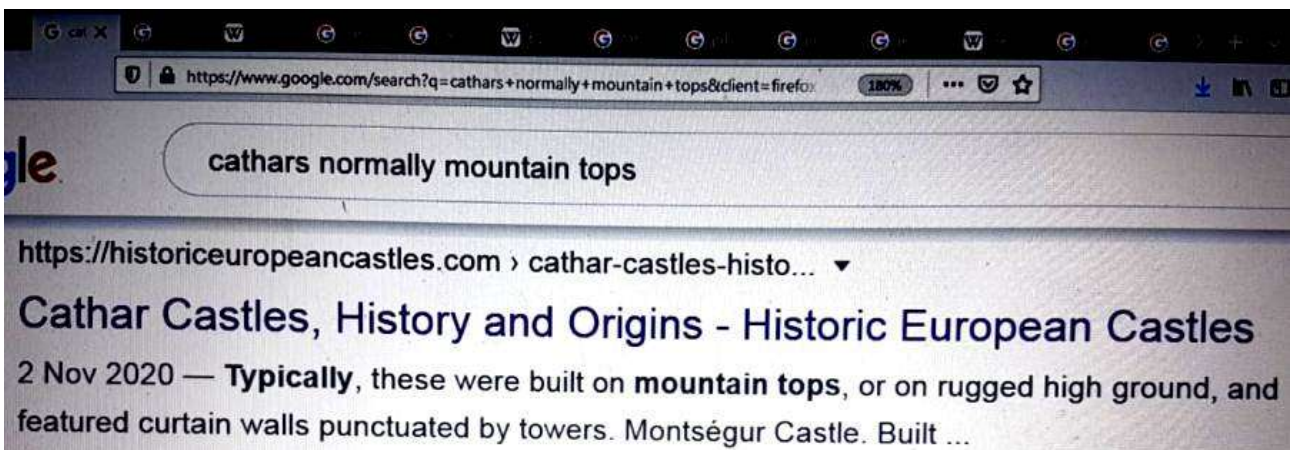 cat
https://www.google.com/search?q=cathars+normally+mountain+tops&client=firefox 180%
gle
cathars normally mountain tops
https://historiceuropeancastles.com › cathar-castles-histo...
Cathar Castles, History and Origins - Historic European Castles
2 Nov 2020 — Typically, these were built on mountain tops, or on rugged high ground, and
featured curtain walls punctuated by towers. Montségur Castle. Built ...